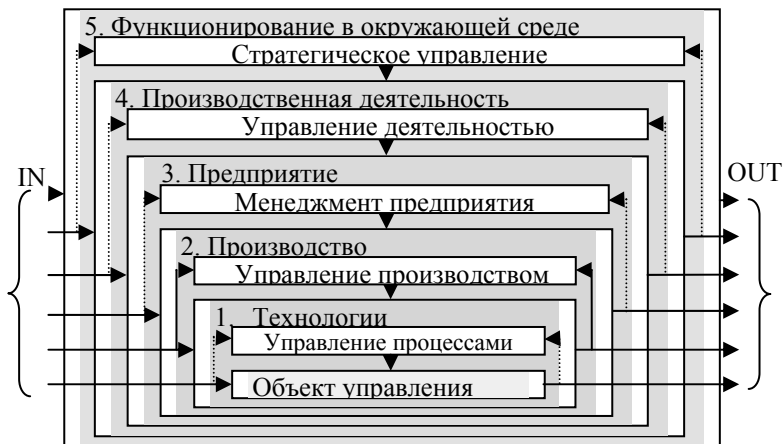 5. Функционирование в окружающей среде
Стратегическое управление
4. Производственная деятельность
Управление деятельностью
IN
3. Предприятие
OUT
Менеджмент предприятия
2. Производство
Управление производством
1. Технологии
Управление процессами
Объект управления